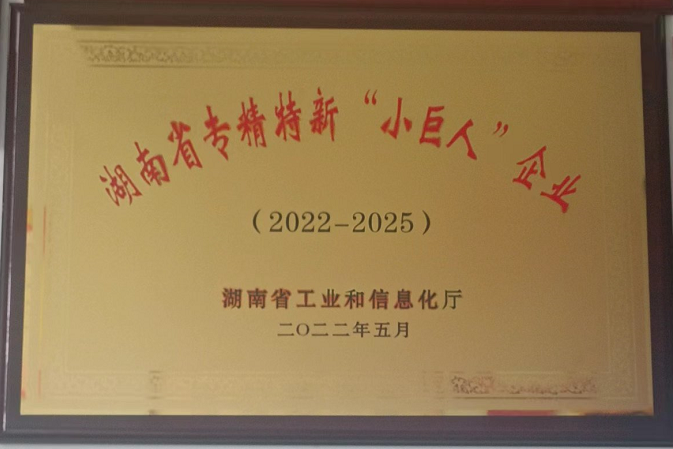 湖南省专精特新“小巨人”企业
（2022-2025）
湖南省工业和信息化厅
二〇二二年五月